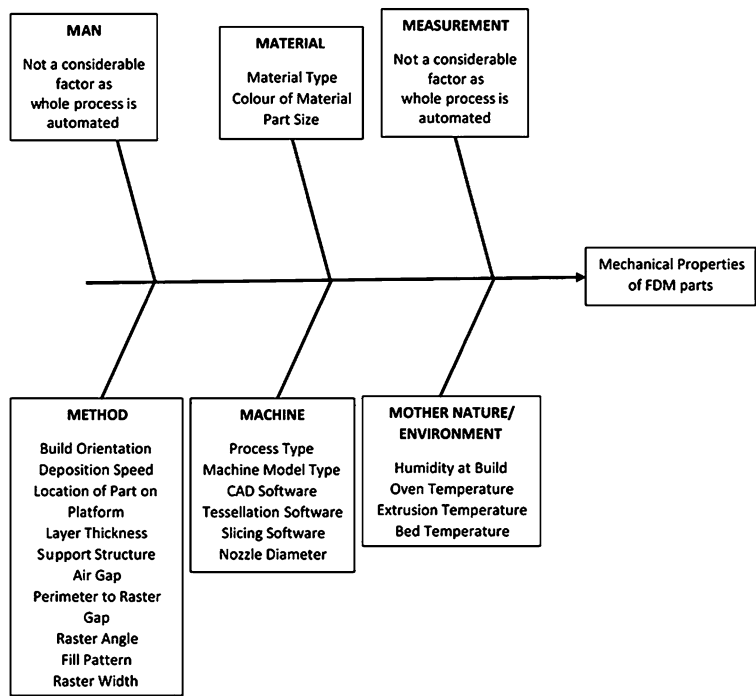 MAN
Not a considerable
factor as
whole process is
automated
MATERIAL
Material Type
Colour of Material
Part Size
MEASUREMENT
Not a considerable
factor as
whole process is
automated
Mechanical Properties
of FDM parts
METHOD
Build Orientation
Deposition Speed
Location of Part on
Platform
Layer Thickness
Support Structure
Air Gap
Perimeter to Raster
Gap
Raster Angle
Fill Pattern
Raster Width
MACHINE
Process Type
Machine Model Type
CAD Software
Tessellation Software
Slicing Software
Nozzle Diameter
MOTHER NATURE/
ENVIRONMENT
Humidity at Build
Oven Temperature
Extrusion Temperature
Bed Temperature